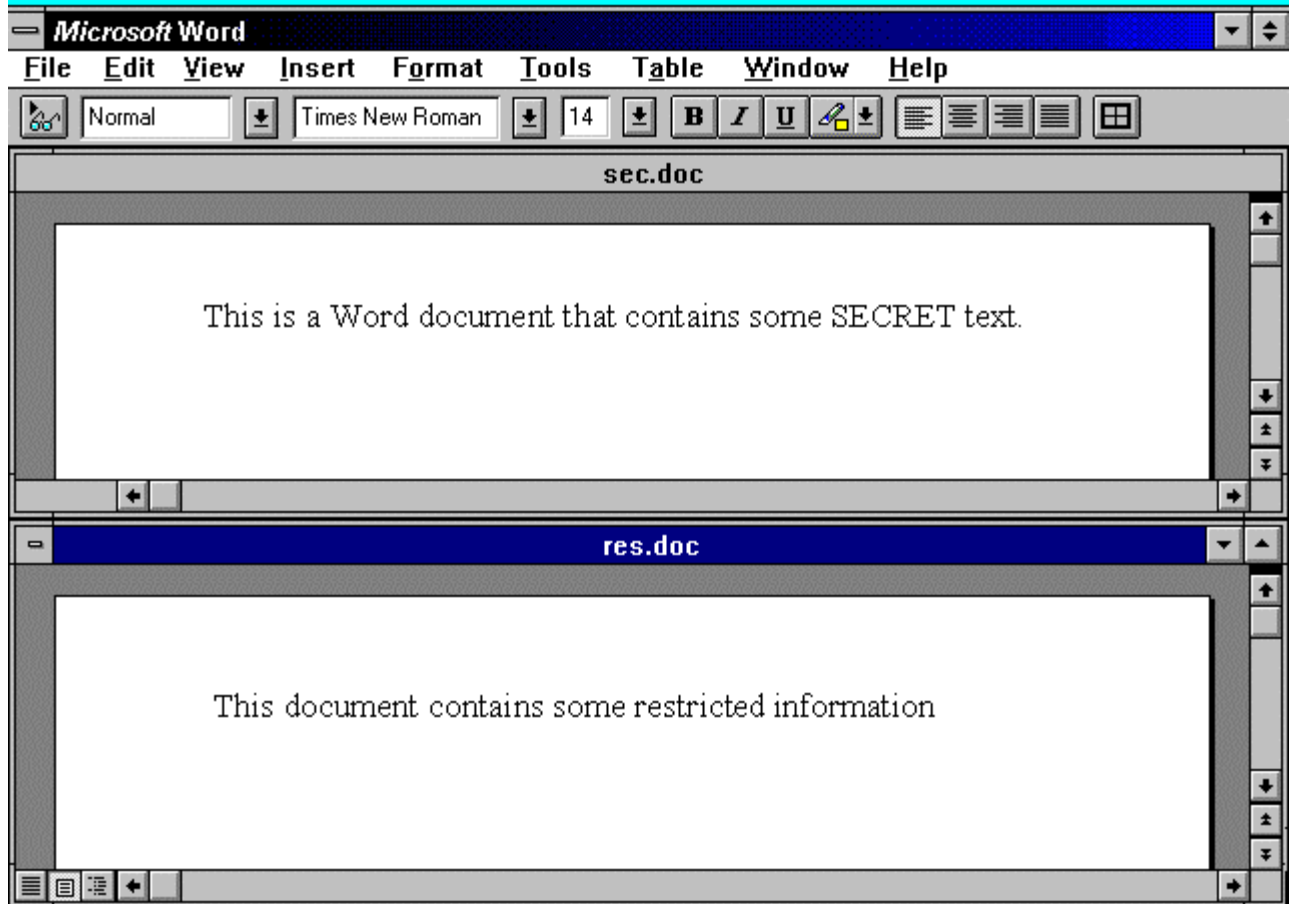 Microsoft Word
File Edit View Insert Format Tools Table Window Help
Normal Times New Roman 14 B I U
sec.doc
This is a Word document that contains some SECRET text.
res.doc
This document contains some restricted information